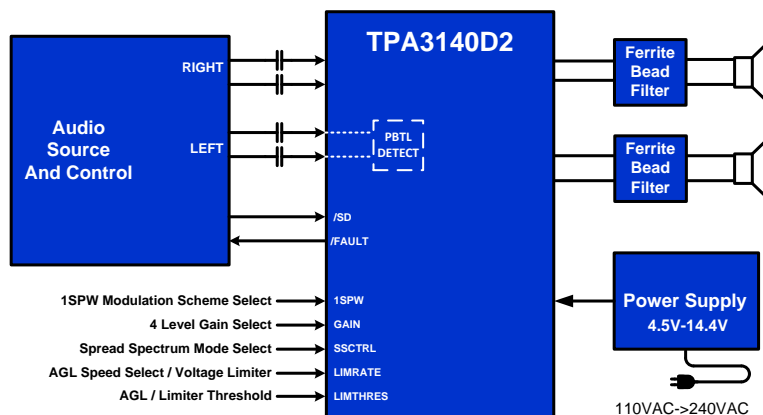 TPA3140D2
RIGHT
LEFT
Audio
Source
And Control
PBTL
DETECT
/SD
/FAULT
Ferrite
Bead
Filter
Ferrite
Bead
Filter
1SPW Modulation Scheme Select
1SPW
4 Level Gain Select
GAIN
Spread Spectrum Mode Select
SSCTRL
AGL Speed Select / Voltage Limiter
LIMRATE
AGL / Limiter Threshold
LIMTHRES
Power Supply
4.5V-14.4V
110VAC->240VAC